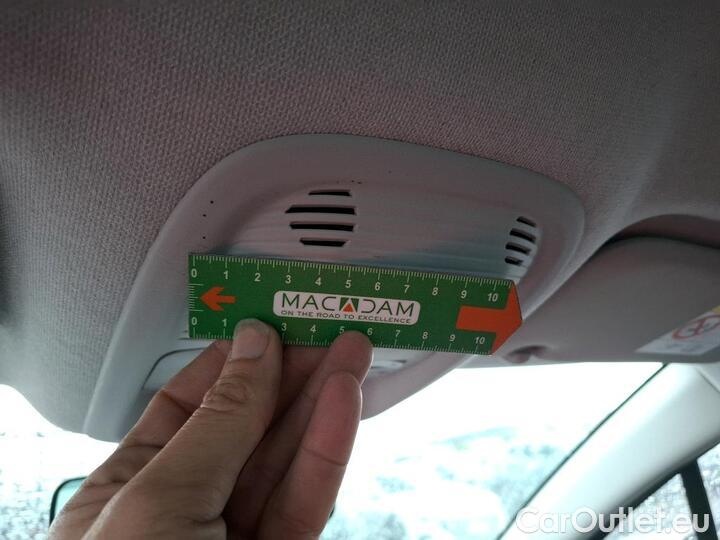 0 1 2 3 4 5 6 7 8 9 10
MACADAM
ON THE ROAD TO EXCELLENCE
0 1 3 4 5 6 7 8 9 10
CarOutlet.eu